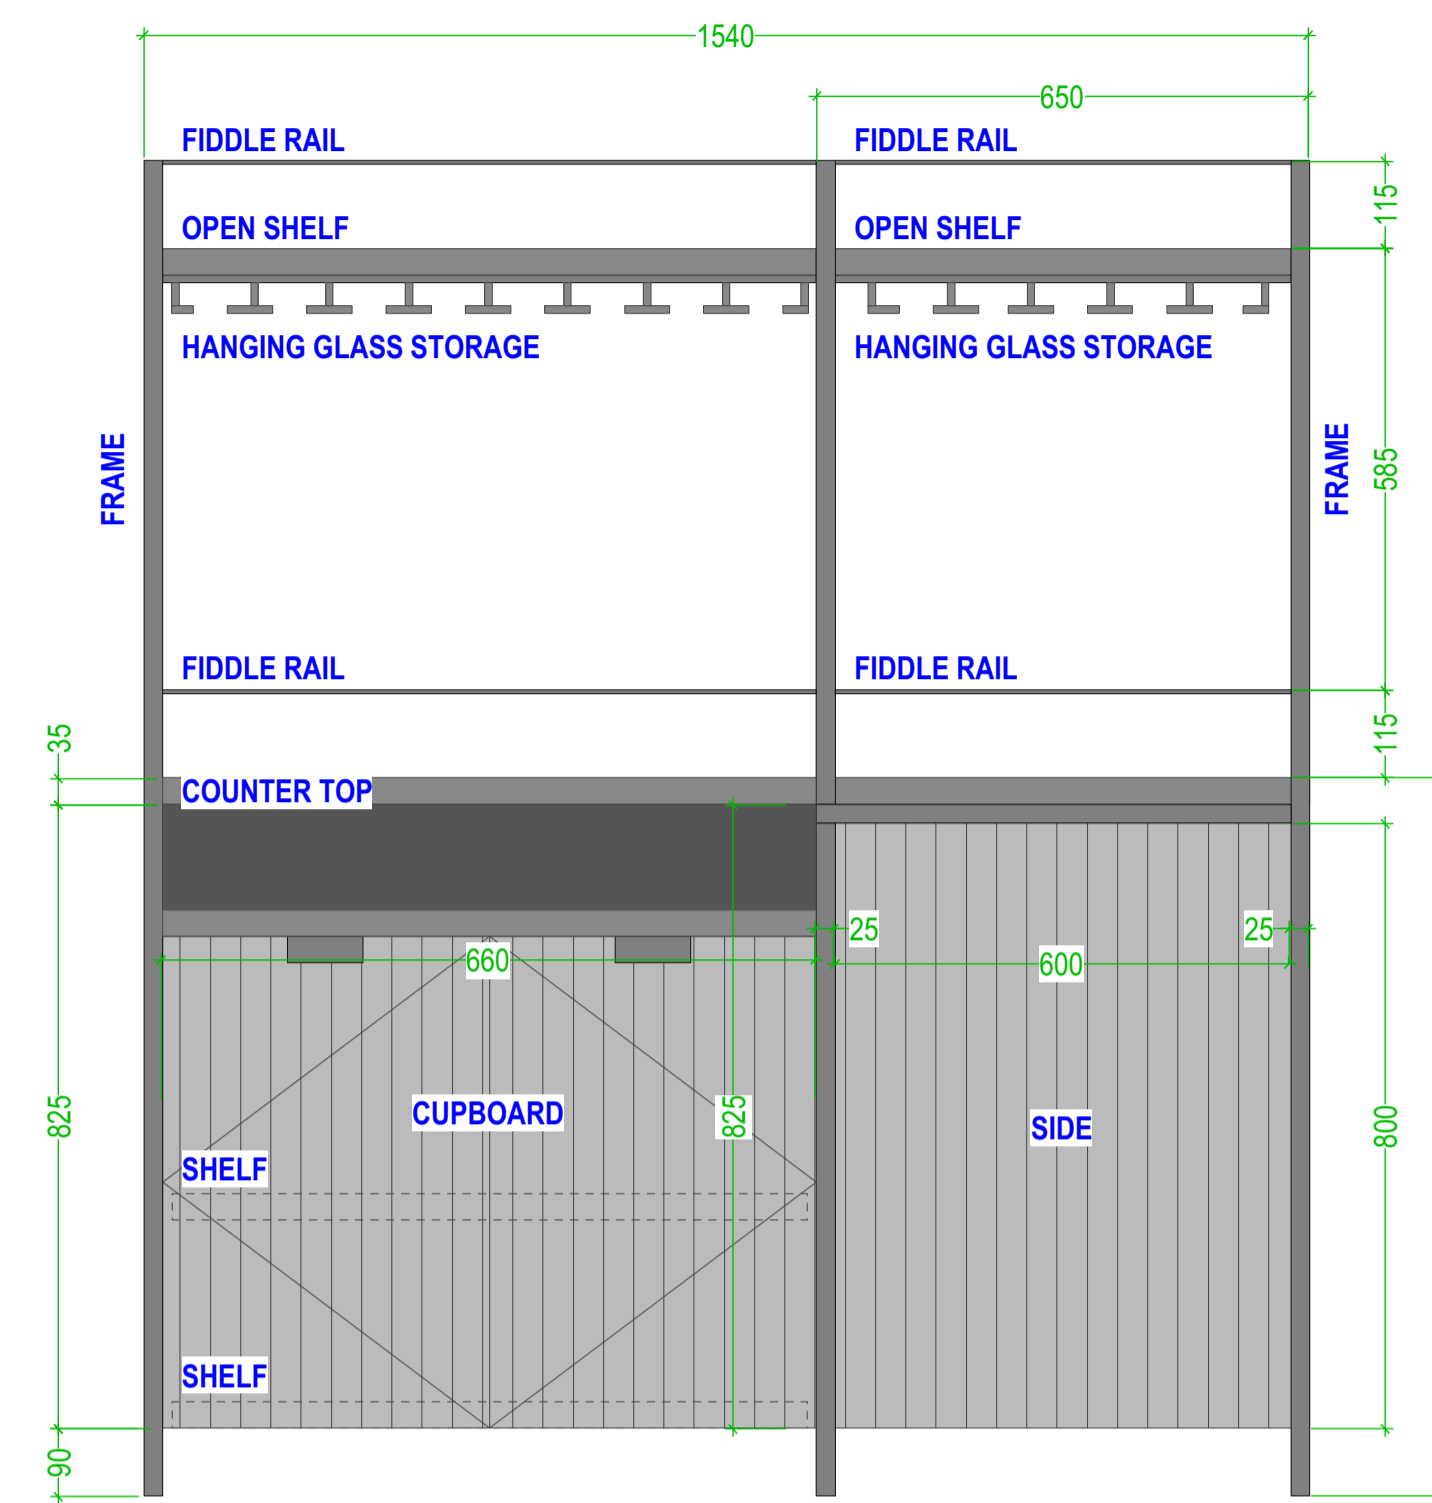 1540
650
FIDDLE RAIL
FIDDLE RAIL
115
OPEN SHELF
OPEN SHELF
HANGING GLASS STORAGE
HANGING GLASS STORAGE
FRAME
FRAME
585
FIDDLE RAIL
FIDDLE RAIL
35
115
COUNTER TOP
25
25
660
600
825
CUPBOARD
825
SIDE
800
SHELF
SHELF
90